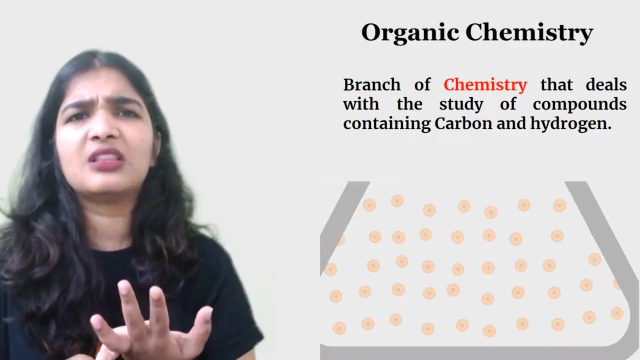 Organic Chemistry
Branch of Chemistry that deals
with the study of compounds
containing Carbon and hydrogen.